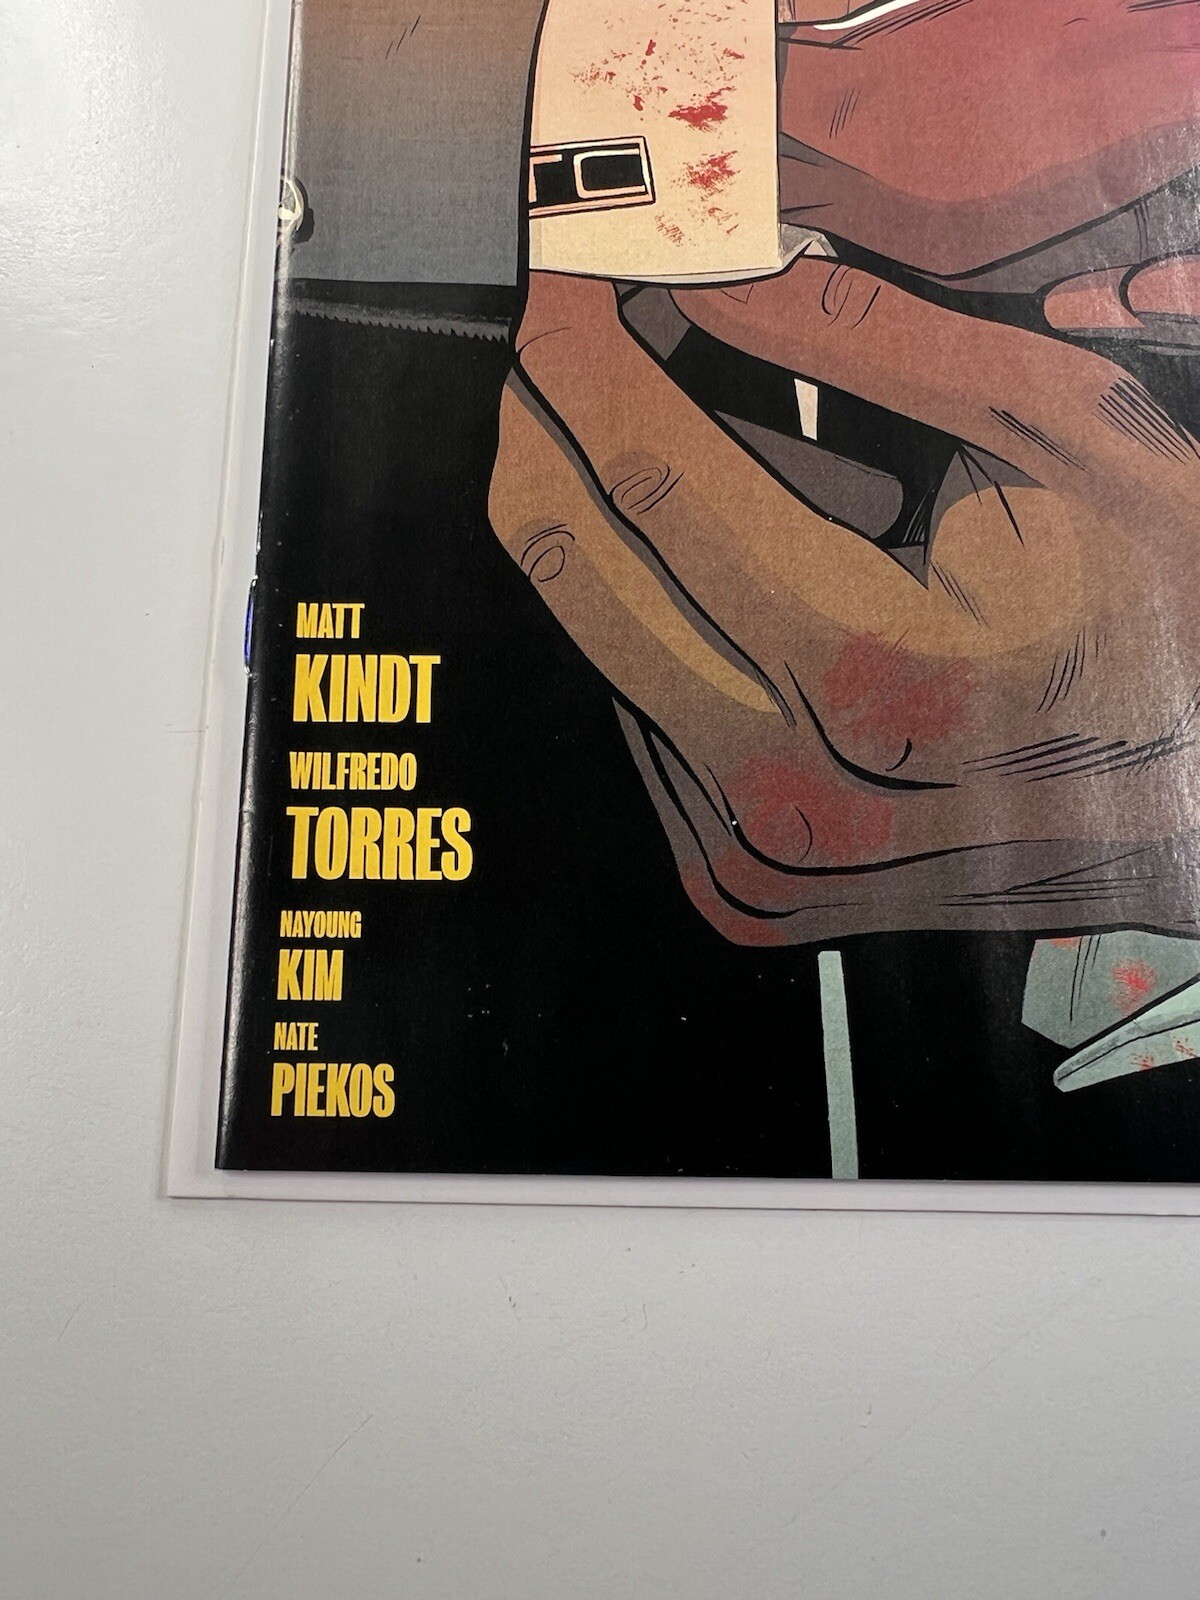 MATT
KINDT
WILFREDO
TORRES
NAYOUNG
KIM
NATE
PIEKOS